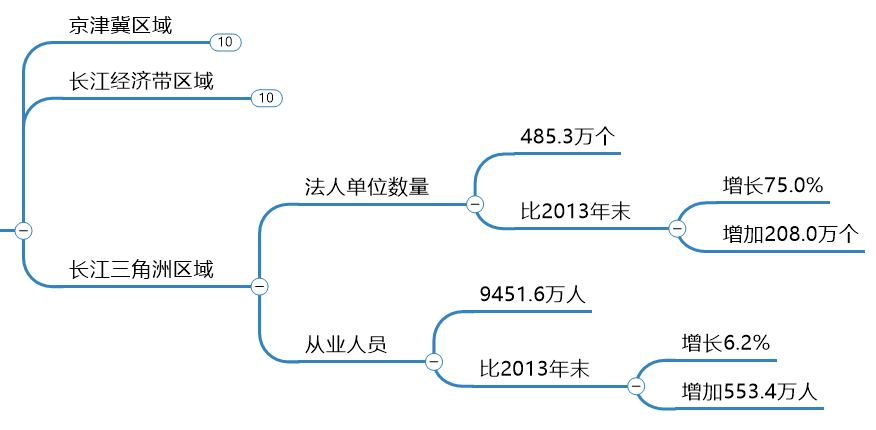 京津冀区域
10
长江经济带区域
10
长江三角洲区域
法人单位数量
485.3万个
比2013年末
增长75.0%
增加208.0万个
从业人员
9451.6万人
比2013年末
增长6.2%
增加553.4万人